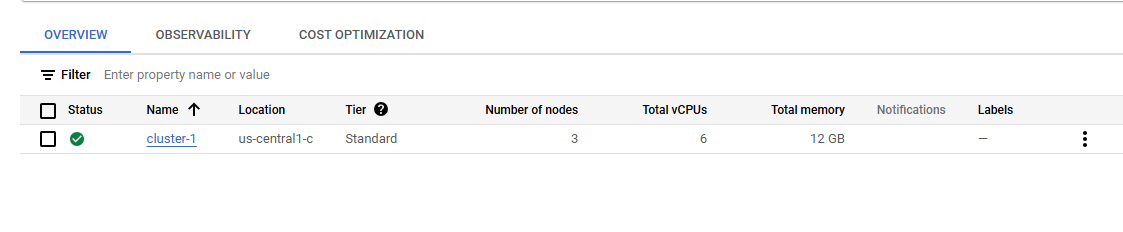 OVERVIEW OBSERVABILITY COST OPTIMIZATION
Filter Enter property name or value
Status Name Location Tier Number of nodes Total vCPUs Total memory Notifications Labels
cluster-1 us-central1-c Standard 3 6 12 GB —